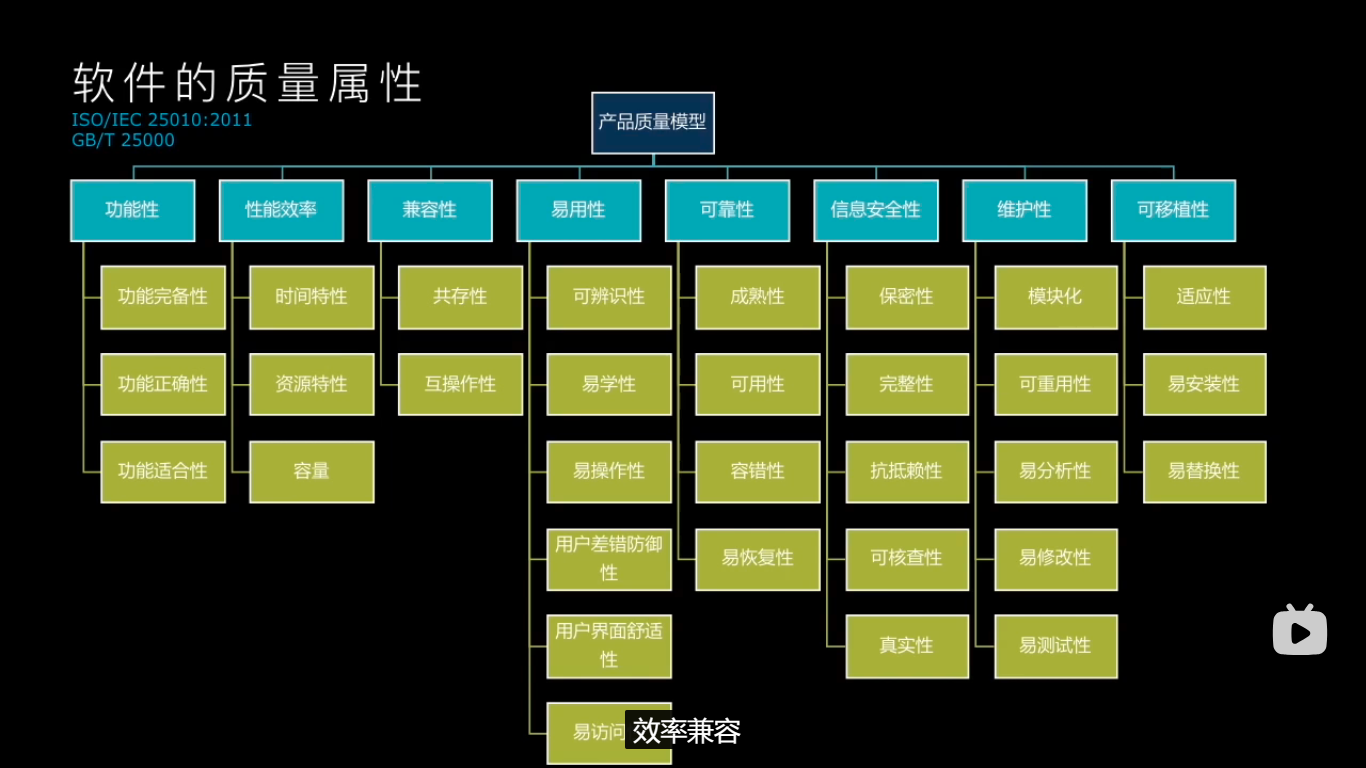 软件的质量属性
ISO/IEC 25010:2011
GB/T 25000
产品质量模型
功能性
性能效率
兼容性
易用性
可靠性
信息安全性
维护性
可移植性
功能完备性
时间特性
共存性
可辨识性
成熟性
保密性
模块化
适应性
功能正确性
资源特性
互操作性
易学性
可用性
完整性
可重用性
易安装性
功能适合性
容量
易操作性
容错性
抗抵赖性
易分析性
易替换性
用户差错防御
性
易恢复性
可核查性
易修改性
用户界面舒适
性
真实性
易测试性
易访问
效率兼容